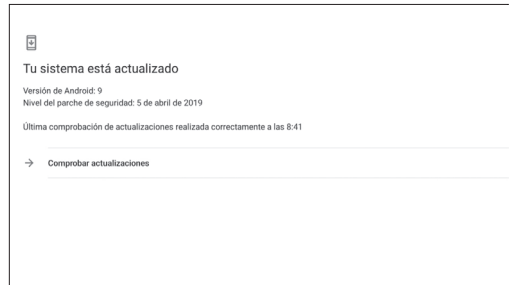 Tu sistema está actualizado
Versión de Android: 9
Nivel del parche de seguridad: 5 de abril de 2019
Última comprobación de actualizaciones realizada correctamente a las 8:41
Comprobar actualizaciones